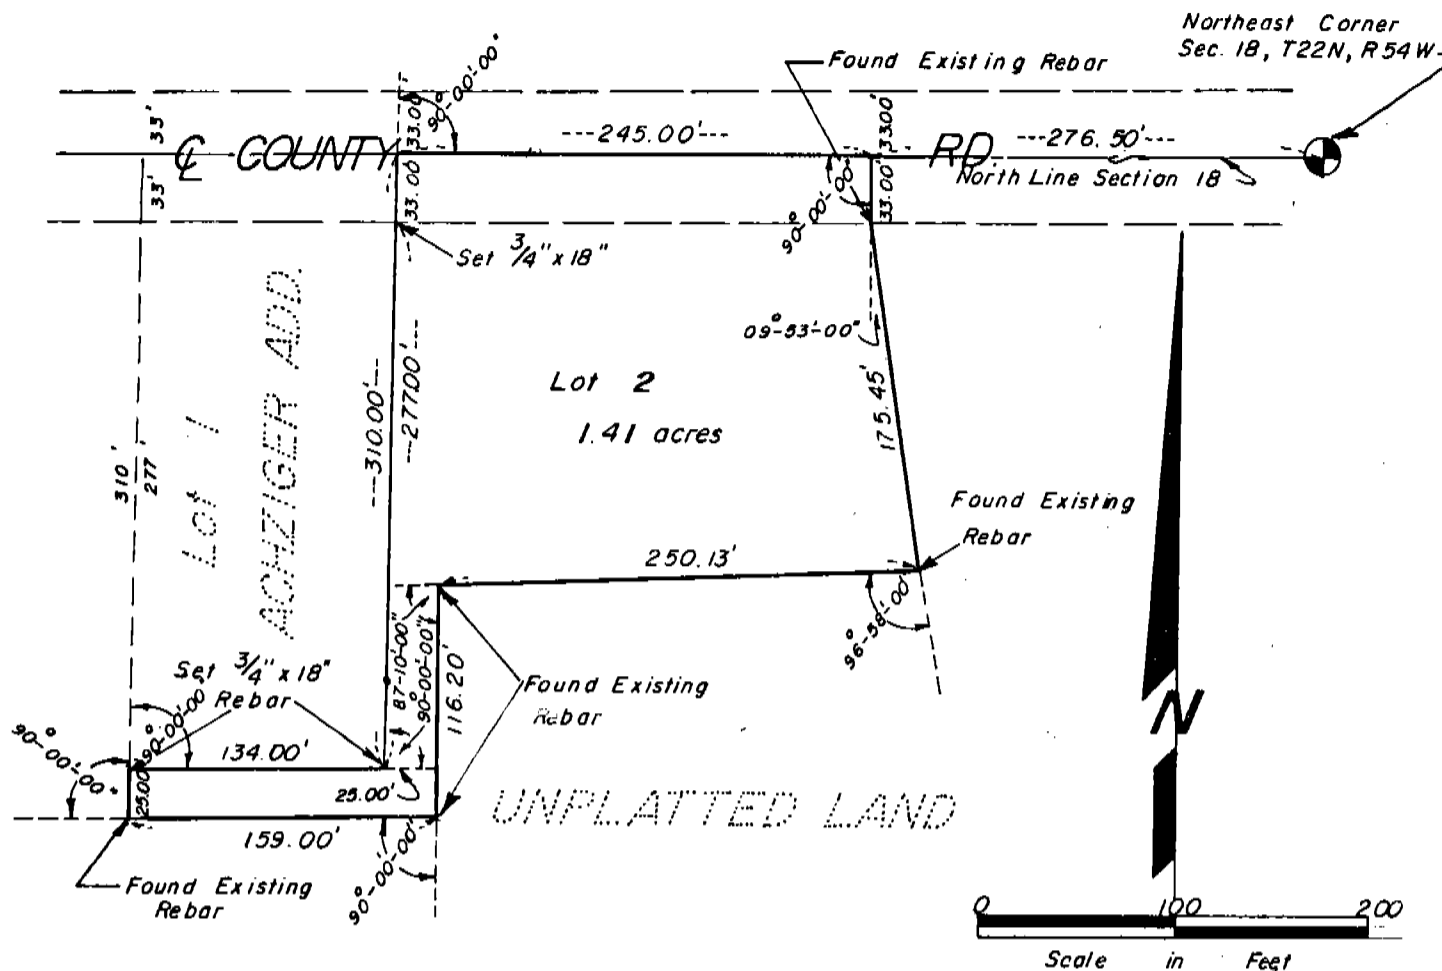 Northeast Corner
Sec. 18, T22N, R54W
Found Existing Rebar
90°-00'-00"
33'
33.00'
33.00'
℄ COUNTY RD.
---245.00'---
---276.50'---
33'
33.00'
33.00'
North Line Section 18
90°-00'-00"
Set 3/4" x 18"
09°-53'-00"
Lot 2
1.41 acres
---310.00'---
---277.00'---
175.45'
310'
277'
Lot 1
ACHZIGER ADD.
Found Existing
Rebar
250.13'
96°-58'-00"
87°-10'-00"
90°-00'-00"
116.20'
Set 3/4" x 18"
Rebar
Found Existing
Rebar
90°-00'-00"
90°-00'-00"
134.00'
25.00'
25.00'
159.00'
90°-00'-00"
UNPLATTED LAND
Found Existing
Rebar
N
0 100 200
Scale in Feet